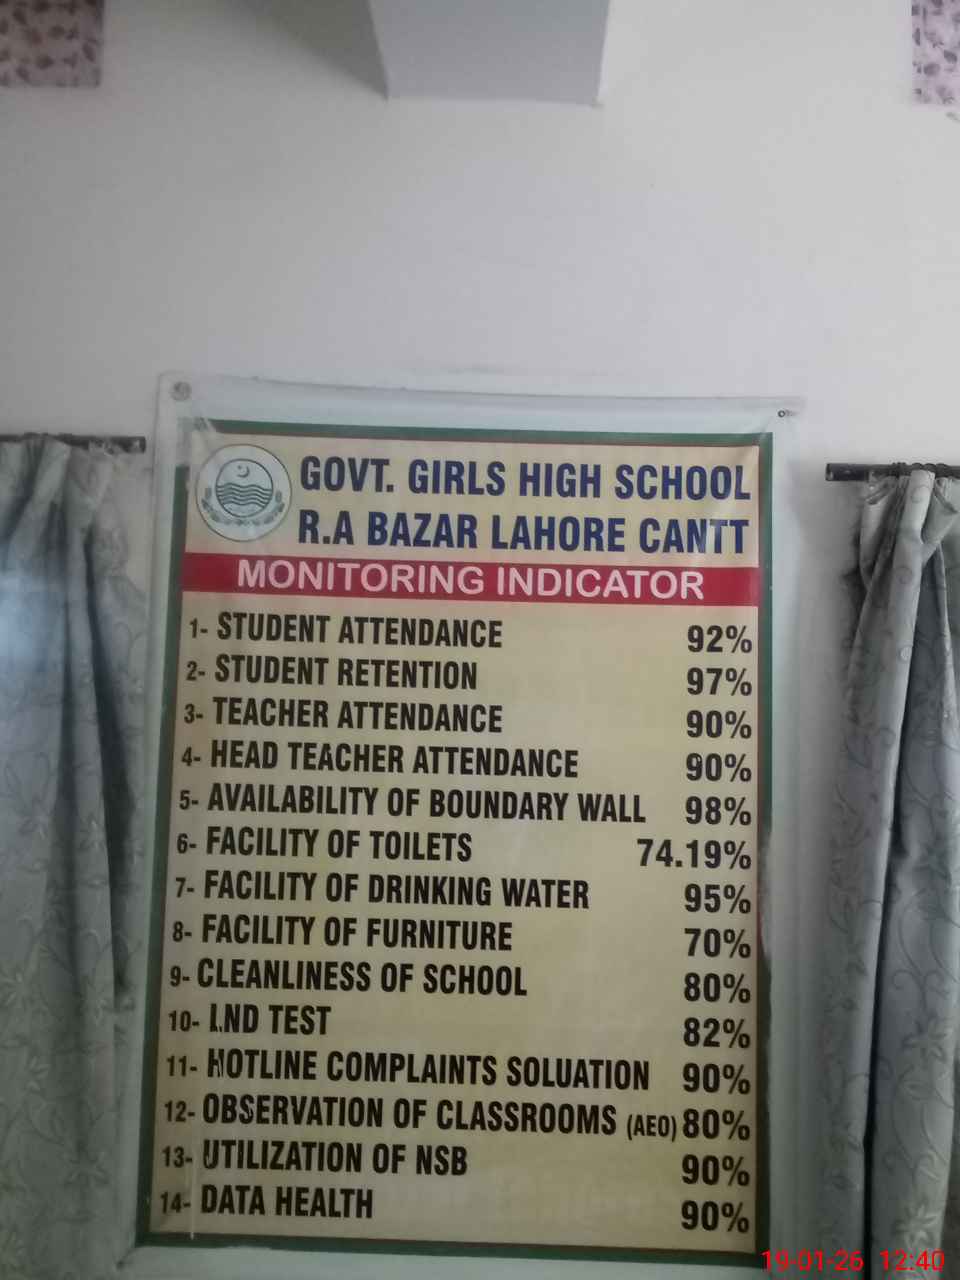 GOVT. GIRLS HIGH SCHOOL
R.A BAZAR LAHORE CANTT
MONITORING INDICATOR
1- STUDENT ATTENDANCE 92%
2- STUDENT RETENTION 97%
3- TEACHER ATTENDANCE 90%
4- HEAD TEACHER ATTENDANCE 90%
5- AVAILABILITY OF BOUNDARY WALL 98%
6- FACILITY OF TOILETS 74.19%
7- FACILITY OF DRINKING WATER 95%
8- FACILITY OF FURNITURE 70%
9- CLEANLINESS OF SCHOOL 80%
10- LND TEST 82%
11- HOTLINE COMPLAINTS SOLUATION 90%
12- OBSERVATION OF CLASSROOMS (AEO) 80%
13- UTILIZATION OF NSB 90%
14- DATA HEALTH 90%
19-01-26 12:40